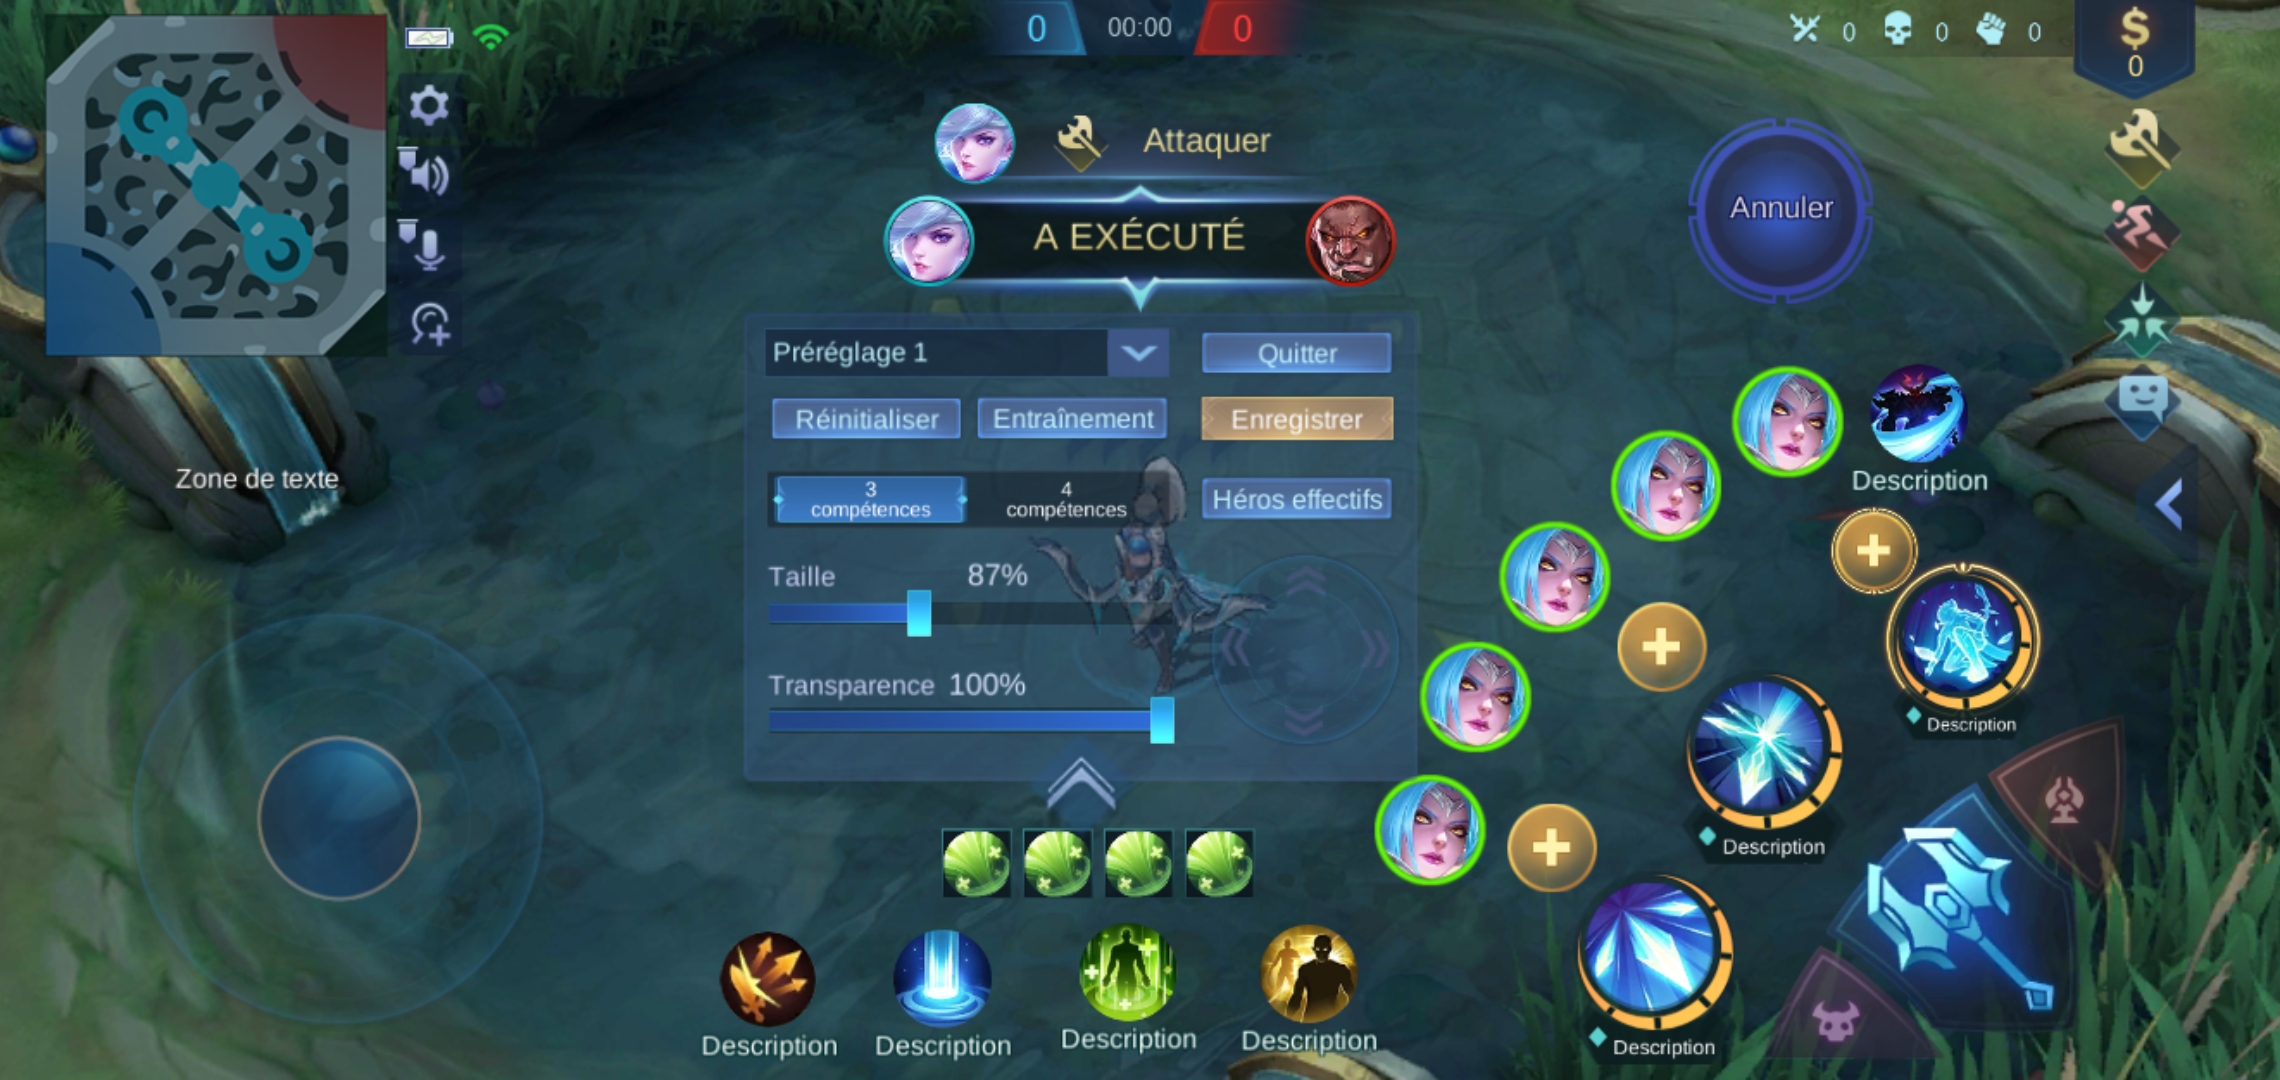 0
00:00
0
0
0
0
$
0
Attaquer
A EXÉCUTÉ
Annuler
Préréglage 1
Quitter
Réinitialiser
Entraînement
Enregistrer
Zone de texte
3
compétences
4
compétences
Héros effectifs
Description
Taille
87%
Transparence
100%
Description
Description
Description
Description
Description
Description
Description